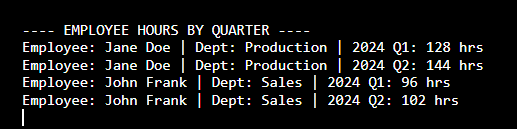 ---- EMPLOYEE HOURS BY QUARTER ----
Employee: Jane Doe | Dept: Production | 2024 Q1: 128 hrs
Employee: Jane Doe | Dept: Production | 2024 Q2: 144 hrs
Employee: John Frank | Dept: Sales | 2024 Q1: 96 hrs
Employee: John Frank | Dept: Sales | 2024 Q2: 102 hrs